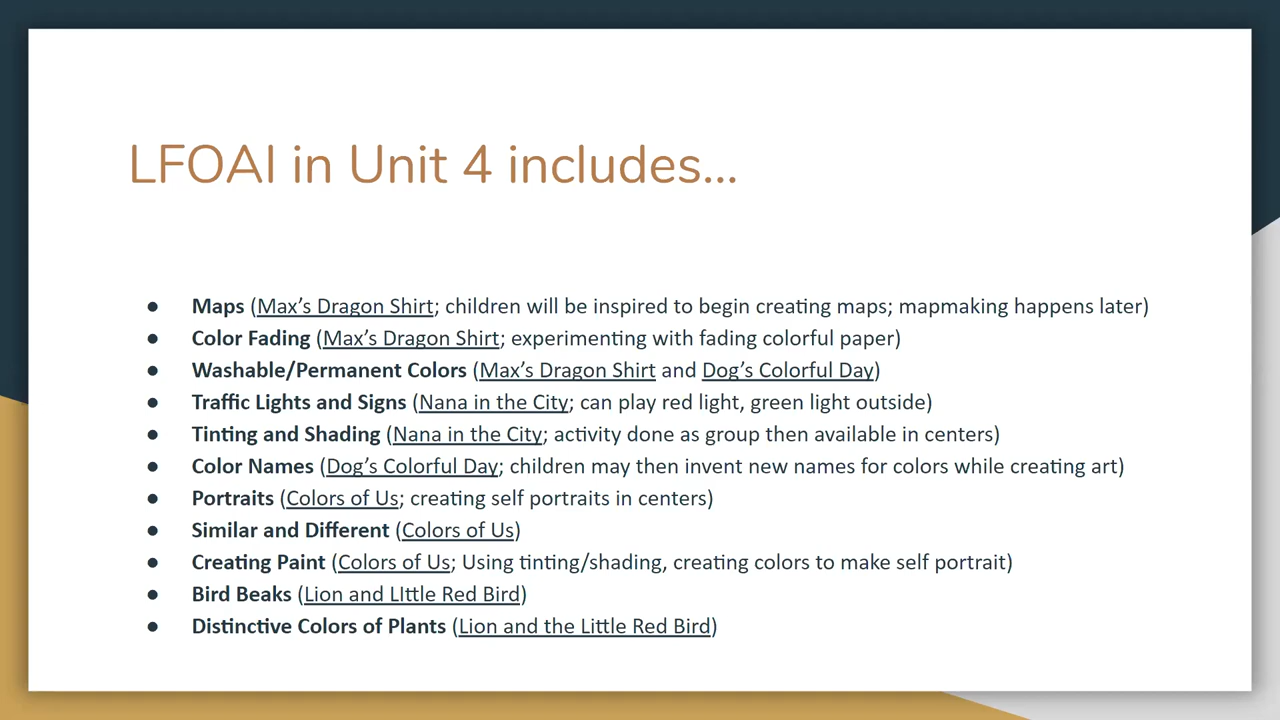 LFOAI in Unit 4 includes...
● Maps (Max’s Dragon Shirt; children will be inspired to begin creating maps; mapmaking happens later)
● Color Fading (Max’s Dragon Shirt; experimenting with fading colorful paper)
● Washable/Permanent Colors (Max’s Dragon Shirt and Dog’s Colorful Day)
● Traffic Lights and Signs (Nana in the City; can play red light, green light outside)
● Tinting and Shading (Nana in the City; activity done as group then available in centers)
● Color Names (Dog’s Colorful Day; children may then invent new names for colors while creating art)
● Portraits (Colors of Us; creating self portraits in centers)
● Similar and Different (Colors of Us)
● Creating Paint (Colors of Us; Using tinting/shading, creating colors to make self portrait)
● Bird Beaks (Lion and LIttle Red Bird)
● Distinctive Colors of Plants (Lion and the Little Red Bird)